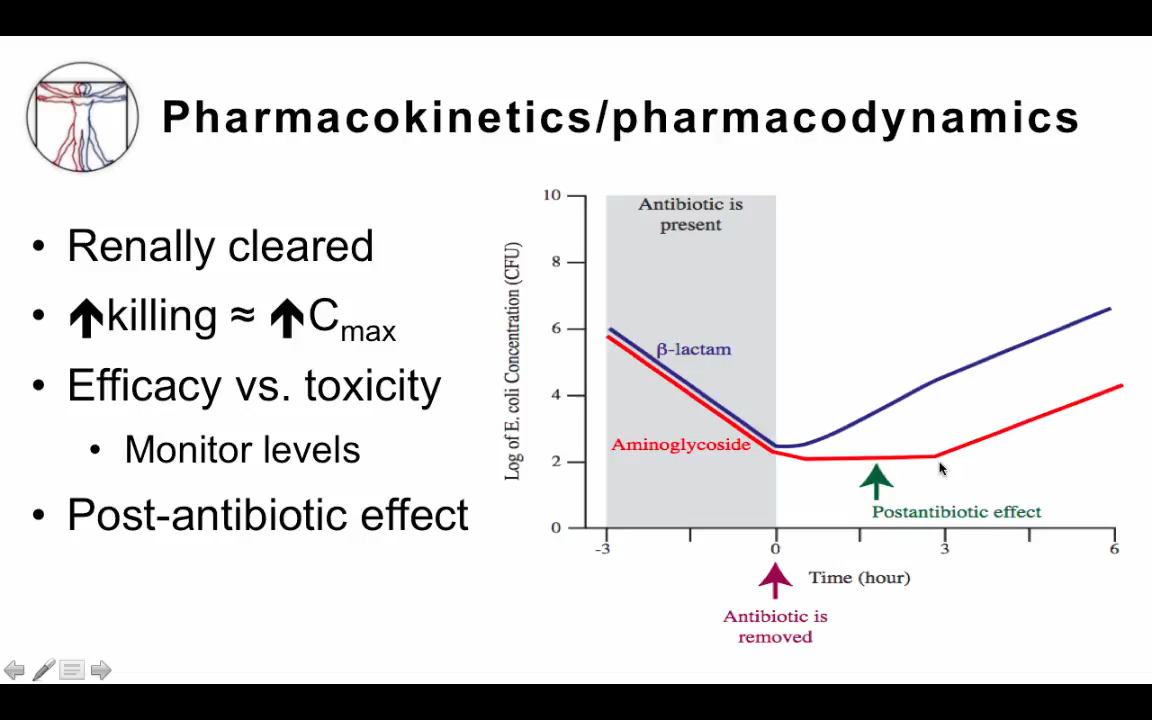 Pharmacokinetics/pharmacodynamics
• Renally cleared
• ⬆killing ≈ ⬆Cmax
• Efficacy vs. toxicity
• Monitor levels
• Post-antibiotic effect
Log of E. coli Concentration (CFU)
10
8
6
4
2
0
Antibiotic is
present
β-lactam
Aminoglycoside
Postantibiotic effect
-3
0
3
6
Time (hour)
Antibiotic is
removed